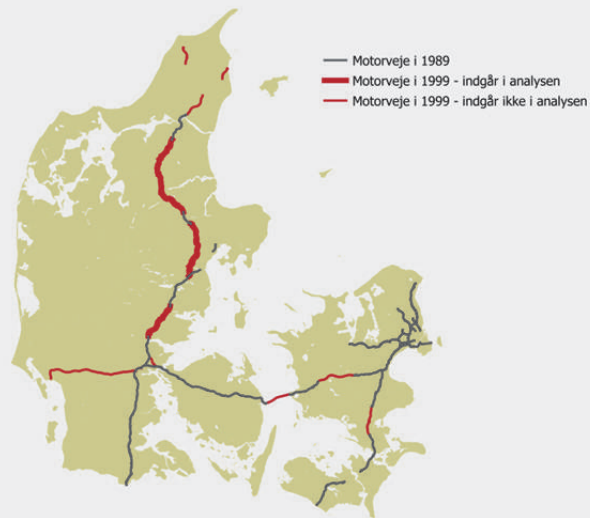 Motorveje i 1989
Motorveje i 1999 - indgår i analysen
Motorveje i 1999 - indgår ikke i analysen